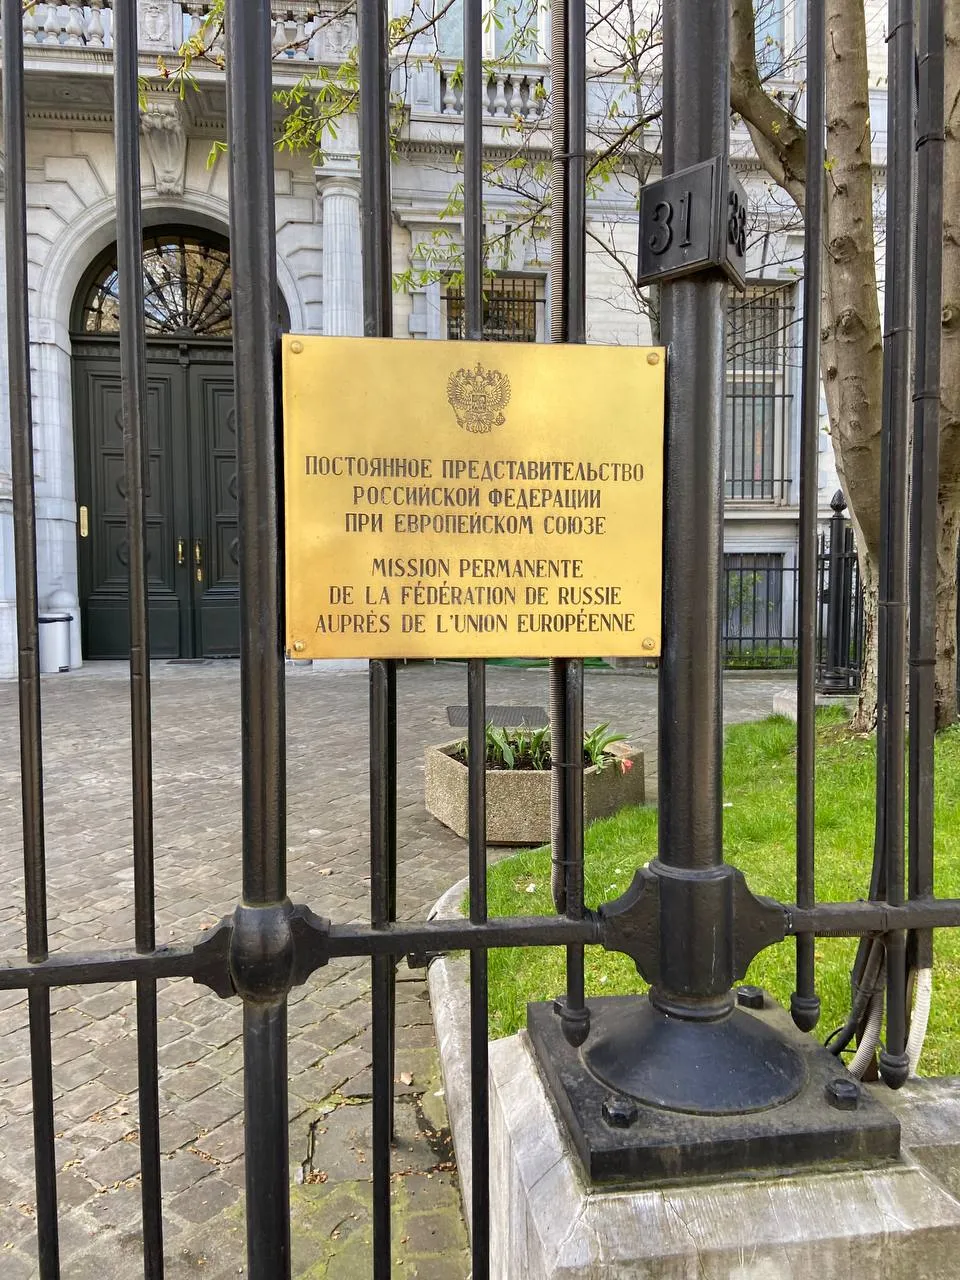 31
ПОСТОЯННОЕ ПРЕДСТАВИТЕЛЬСТВО
РОССИЙСКОЙ ФЕДЕРАЦИИ
ПРИ ЕВРОПЕЙСКОМ СОЮЗЕ
MISSION PERMANENTE
DE LA FÉDÉRATION DE RUSSIE
AUPRÈS DE L'UNION EUROPÉENNE